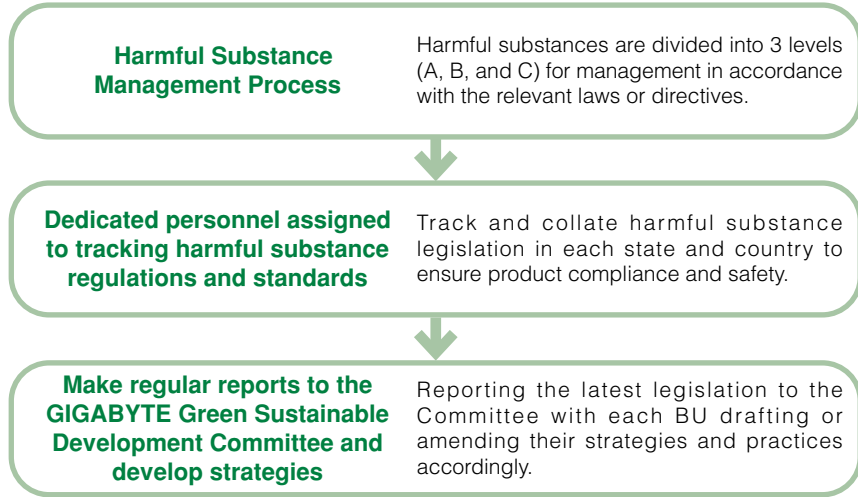 Harmful Substance
Management Process
Harmful substances are divided into 3 levels
(A, B, and C) for management in accordance
with the relevant laws or directives.
Dedicated personnel assigned
to tracking harmful substance
regulations and standards
Track and collate harmful substance
legislation in each state and country to
ensure product compliance and safety.
Make regular reports to the
GIGABYTE Green Sustainable
Development Committee and
develop strategies
Reporting the latest legislation to the
Committee with each BU drafting or
amending their strategies and practices
accordingly.